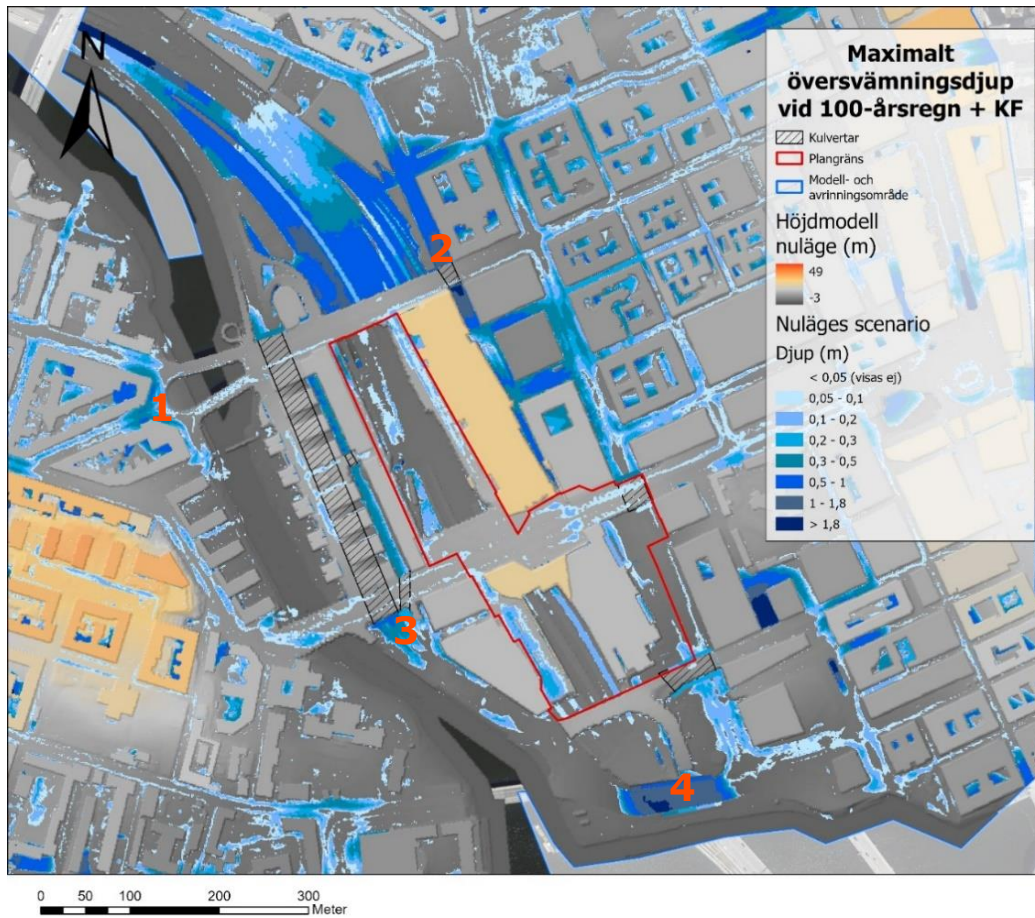 N
Maximalt
översvämningsdjup
vid 100-årsregn + KF
Kulvertar
Plangräns
Modell- och
avrinningsområde
Höjdmodell
nuläge (m)
49
-3
Nuläges scenario
Djup (m)
< 0,05 (visas ej)
0,05 - 0,1
0,1 - 0,2
0,2 - 0,3
0,3 - 0,5
0,5 - 1
1 - 1,8
> 1,8
2
1
3
4
0 50 100 200 300
Meter